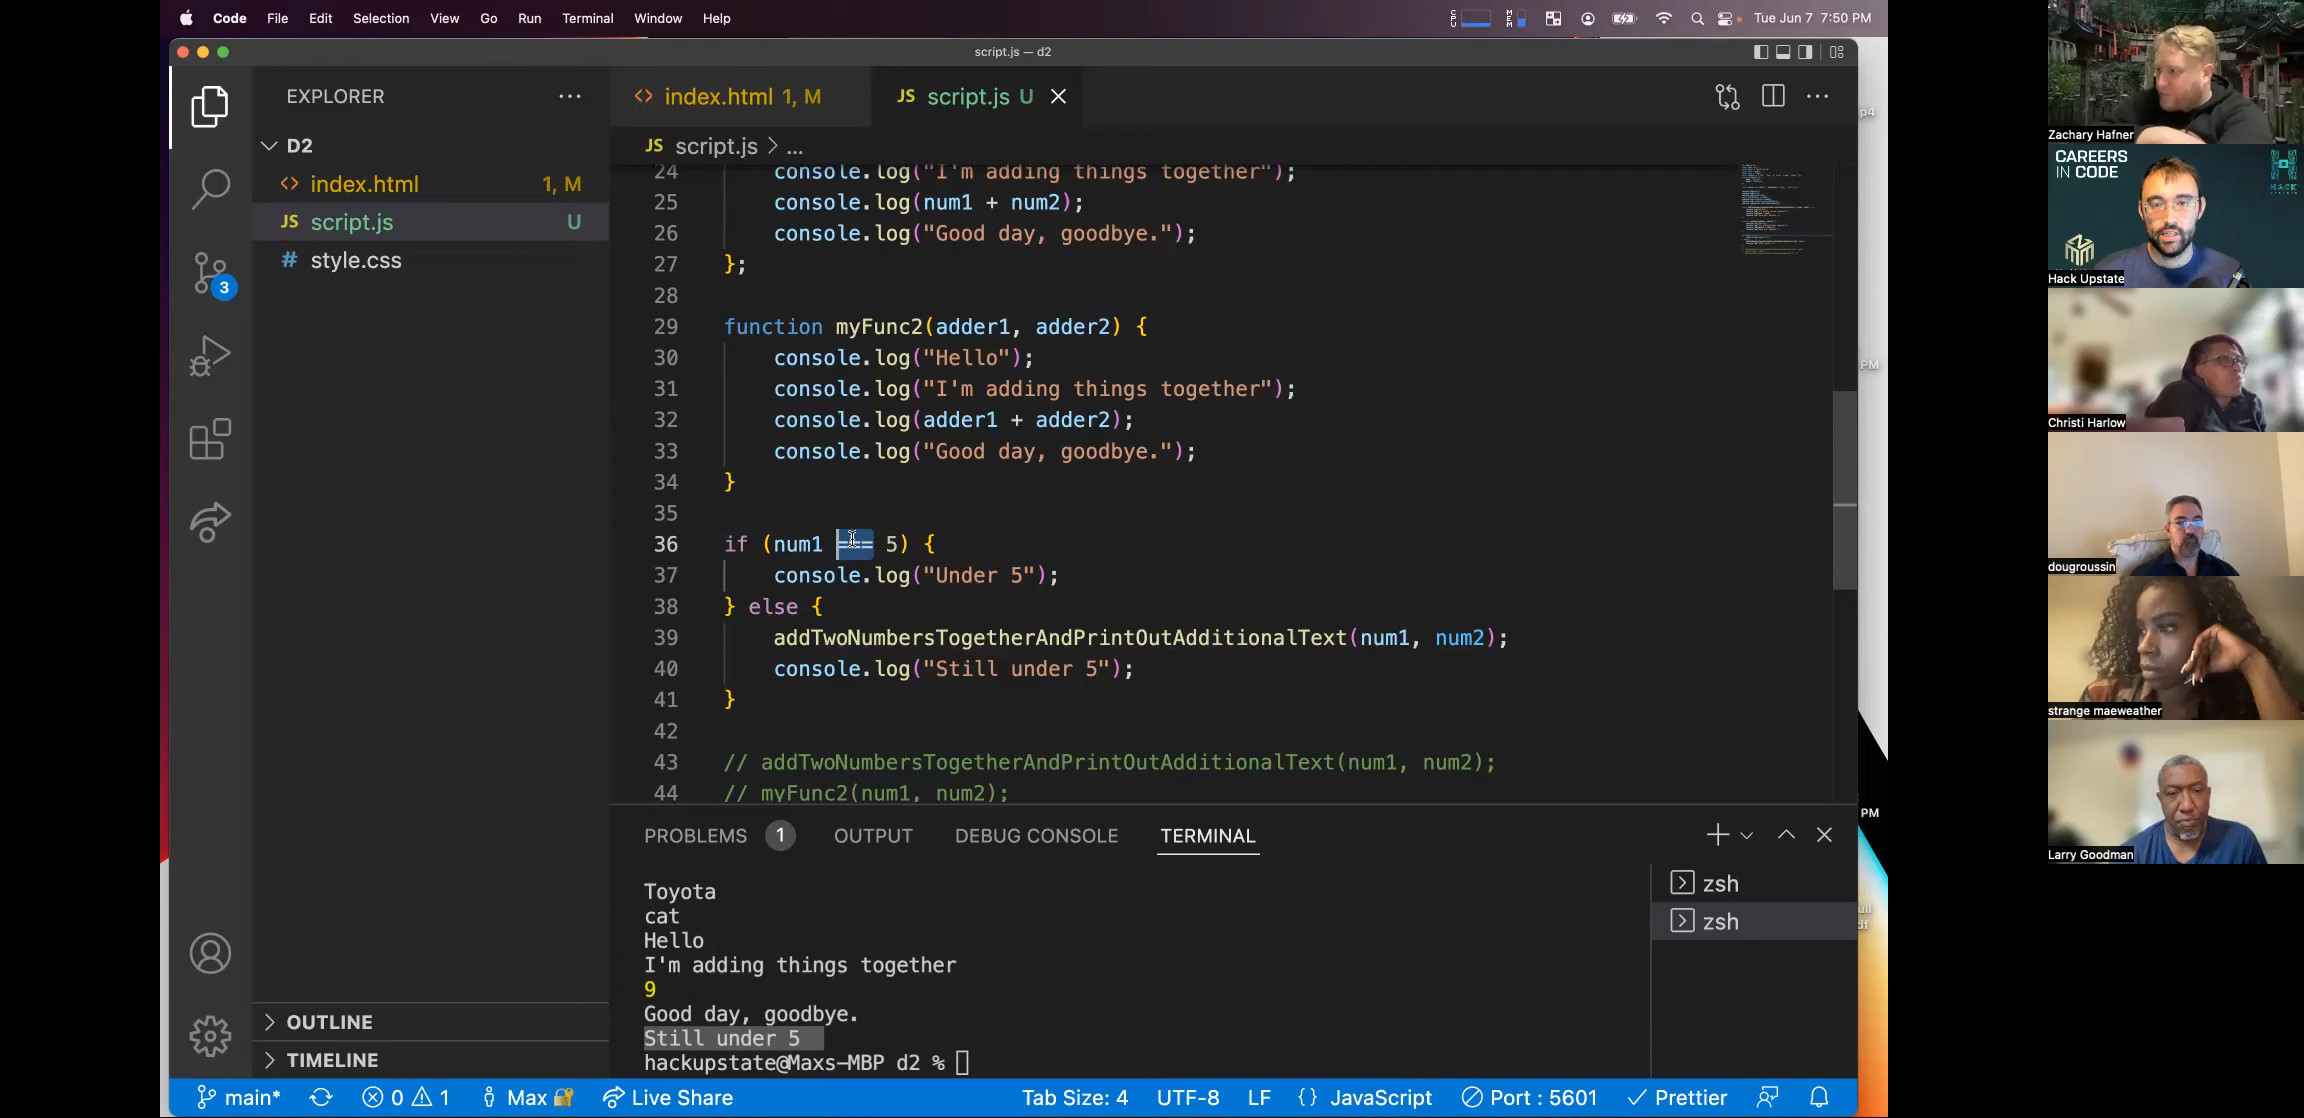 Code File Edit Selection View Go Run Terminal Window Help
CPU MEM Tue Jun 7 7:50 PM
script.js — d2
EXPLORER
D2
index.html 1, M
script.js U
style.css
3
OUTLINE
TIMELINE
index.html 1, M
JS script.js U
JS script.js > ...
24 console.log("I'm adding things together");
25 console.log(num1 + num2);
26 console.log("Good day, goodbye.");
27 };
28
29 function myFunc2(adder1, adder2) {
30 console.log("Hello");
31 console.log("I'm adding things together");
32 console.log(adder1 + adder2);
33 console.log("Good day, goodbye.");
34 }
35
36 if (num1 === 5) {
37 console.log("Under 5");
38 } else {
39 addTwoNumbersTogetherAndPrintOutAdditionalText(num1, num2);
40 console.log("Still under 5");
41 }
42
43 // addTwoNumbersTogetherAndPrintOutAdditionalText(num1, num2);
44 // myFunc2(num1, num2);
PROBLEMS 1 OUTPUT DEBUG CONSOLE TERMINAL
Toyota
cat
Hello
I'm adding things together
9
Good day, goodbye.
Still under 5
hackupstate@Maxs-MBP d2 %
zsh
zsh
main* 0 1 Max Live Share
Tab Size: 4 UTF-8 LF {} JavaScript Port : 5601 Prettier
p4
PM
PM
df
Zachary Hafner
CAREERS
IN CODE
HACK
Hack Upstate
Christi Harlow
dougroussin
strange maeweather
Larry Goodman